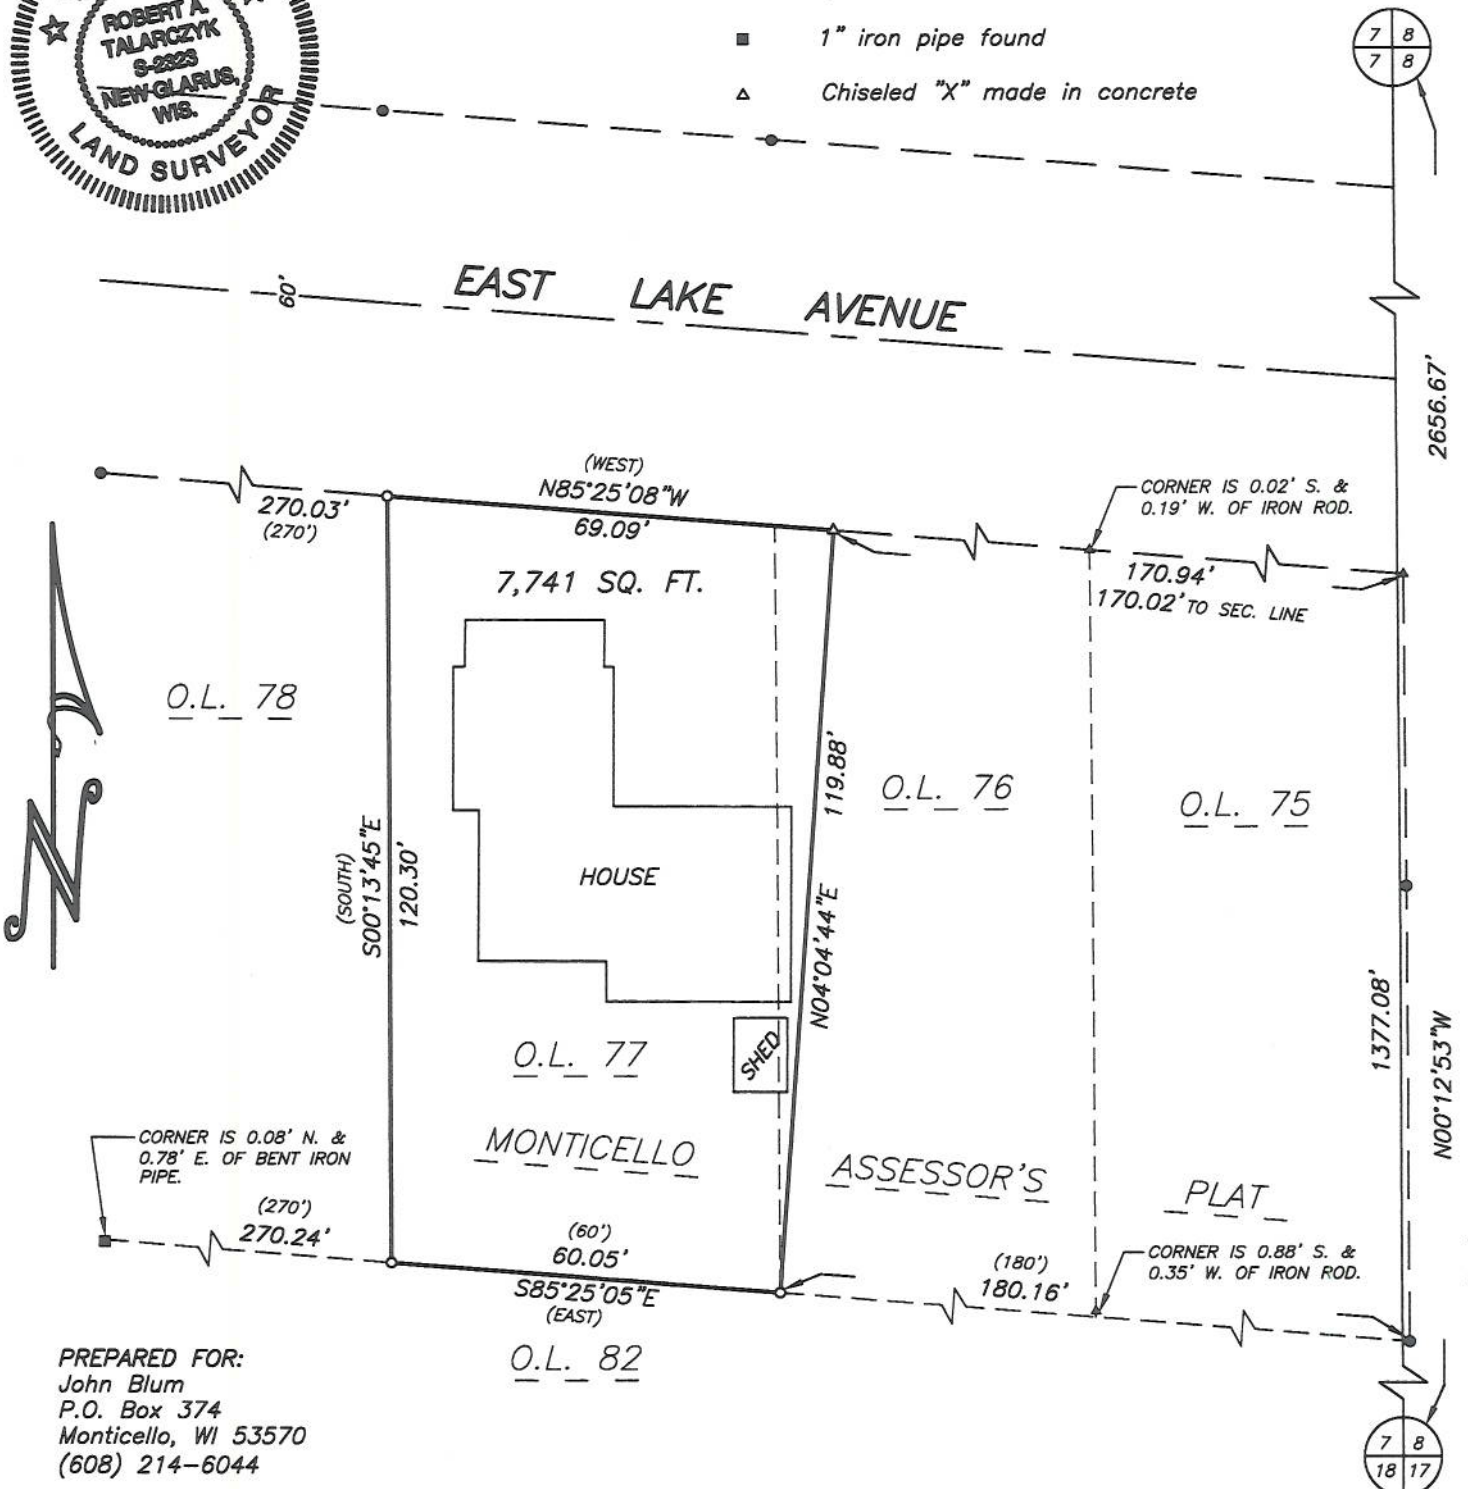 ROBERT A.
TALARCZYK
S-2323
NEW GLARUS,
WIS.
LAND SURVEYOR
1" iron pipe found
Chiseled "X" made in concrete
7 8
7 8
EAST LAKE AVENUE
60'
2656.67'
(WEST)
N85°25'08"W
69.09'
270.03'
(270')
CORNER IS 0.02' S. &
0.19' W. OF IRON ROD.
170.94'
170.02' TO SEC. LINE
7,741 SQ. FT.
O.L. 78
O.L. 76
O.L. 75
119.88'
N04°04'44"E
(SOUTH)
S00°13'45"E
120.30'
HOUSE
N
SHED
O.L. 77
1377.08'
N00°12'53"W
MONTICELLO
ASSESSOR'S
PLAT
CORNER IS 0.08' N. &
0.78' E. OF BENT IRON
PIPE.
(270')
270.24'
(60')
60.05'
S85°25'05"E
(EAST)
(180')
180.16'
CORNER IS 0.88' S. &
0.35' W. OF IRON ROD.
O.L. 82
PREPARED FOR:
John Blum
P.O. Box 374
Monticello, WI 53570
(608) 214-6044
7 8
18 17